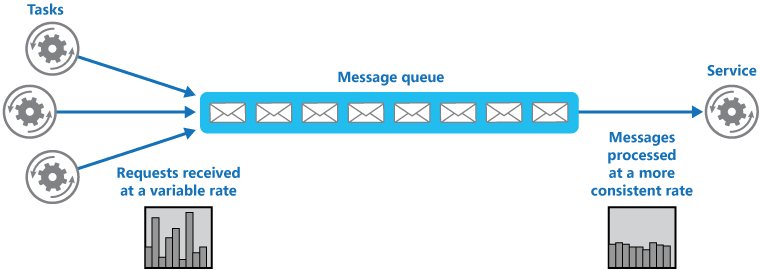 Tasks
Message queue
Service
Requests received
at a variable rate
Messages
processed
at a more
consistent rate